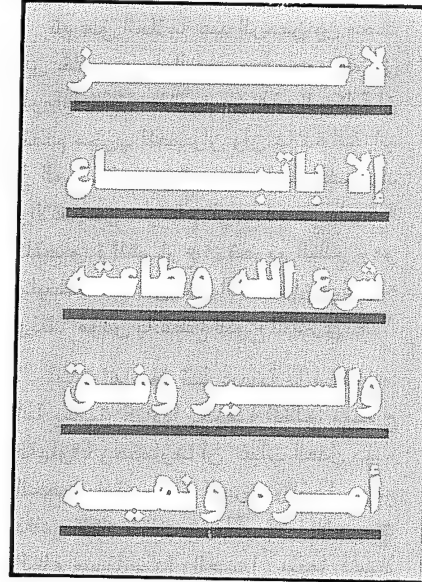 لا عز
إلا باتباع
شرع الله وطاعته
والسير وفق
أمره ونهيه